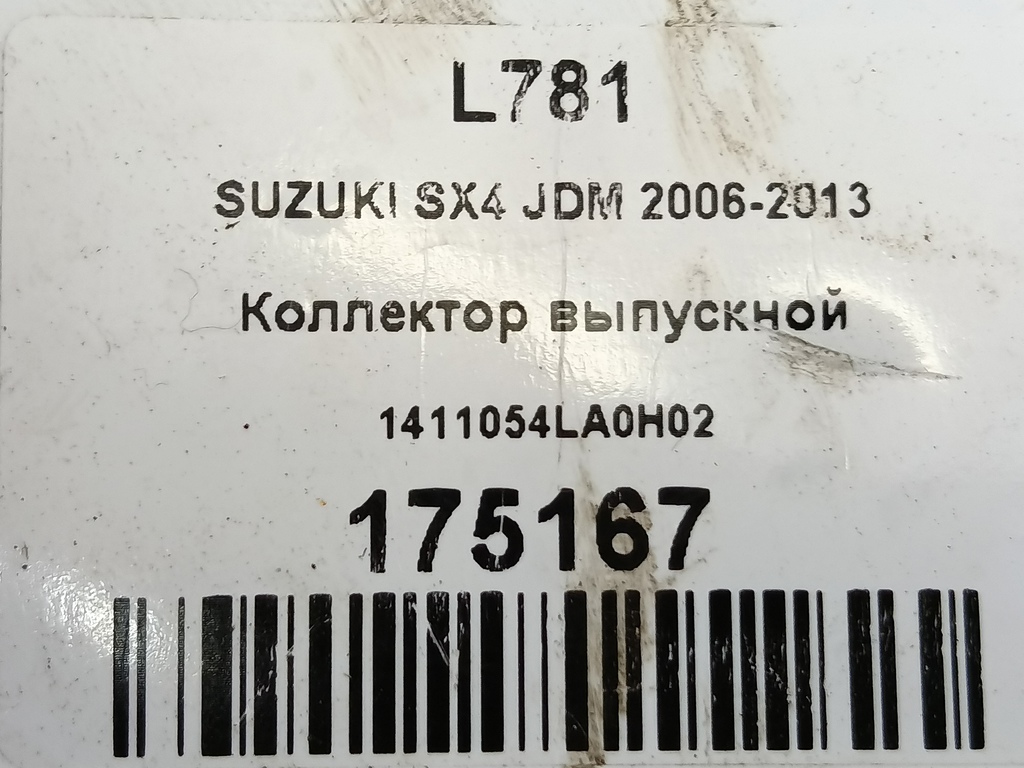 L781
SUZUKI SX4 JDM 2006-2013
Коллектор выпускной
1411054LA0H02
175167